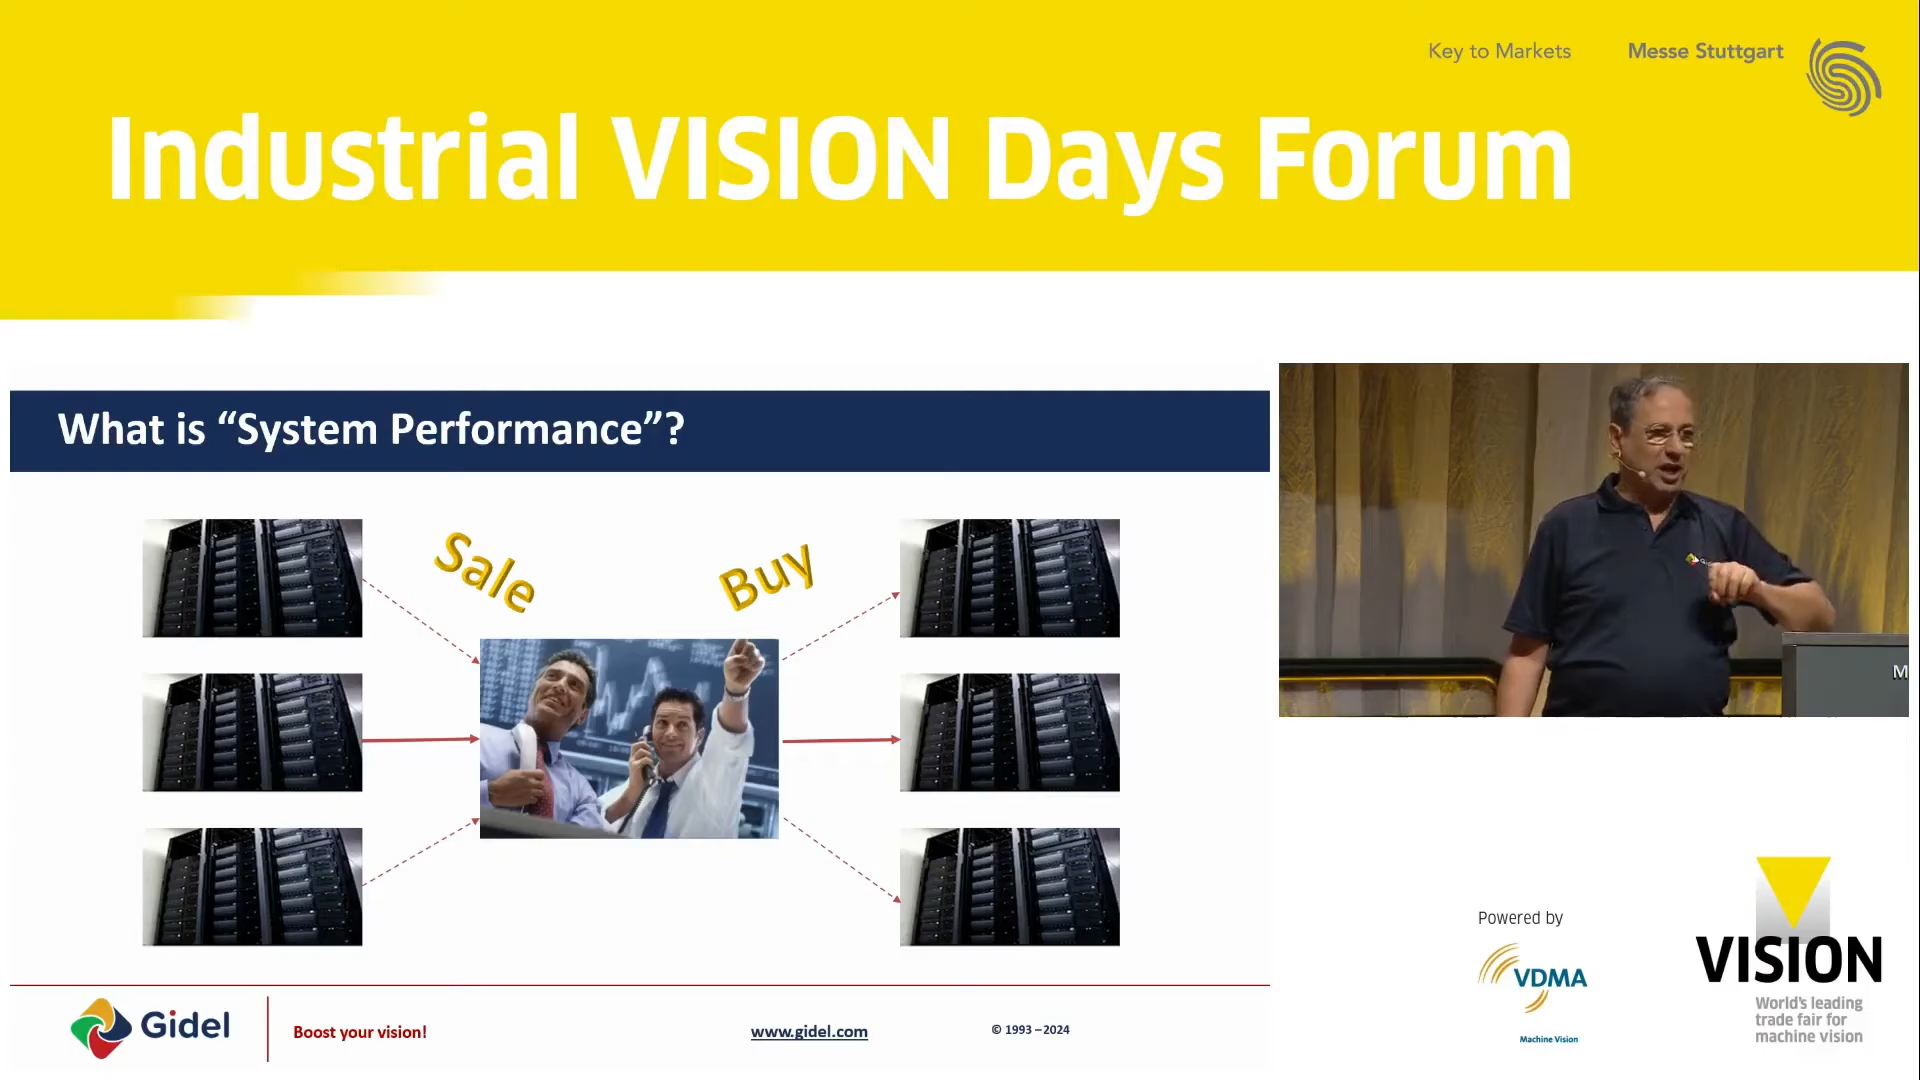 Key to Markets Messe Stuttgart
Industrial VISION Days Forum
What is “System Performance”?
Sale
Buy
M
Powered by
VDMA
Machine Vision
VISION
World's leading
trade fair for
machine vision
Gidel
Boost your vision!
www.gidel.com
© 1993 – 2024